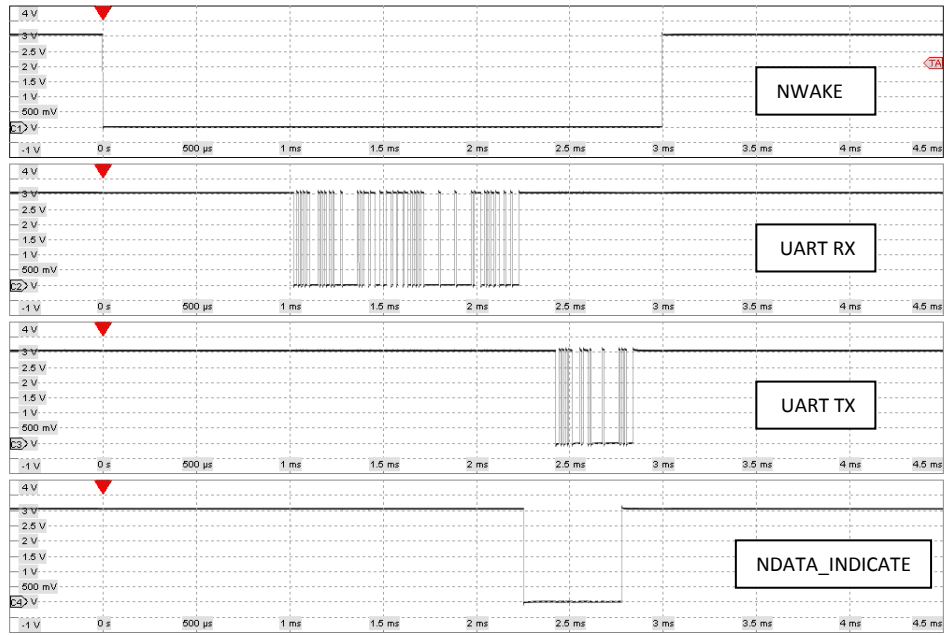 4 V
3 V
2.5 V
2 V
1.5 V
1 V
500 mV
C1 V
-1 V
TA
NWAKE
0 s 500 µs 1 ms 1.5 ms 2 ms 2.5 ms 3 ms 3.5 ms 4 ms 4.5 ms
4 V
3 V
2.5 V
2 V
1.5 V
1 V
500 mV
C2 V
-1 V
UART RX
0 s 500 µs 1 ms 1.5 ms 2 ms 2.5 ms 3 ms 3.5 ms 4 ms 4.5 ms
4 V
3 V
2.5 V
2 V
1.5 V
1 V
500 mV
C3 V
-1 V
UART TX
0 s 500 µs 1 ms 1.5 ms 2 ms 2.5 ms 3 ms 3.5 ms 4 ms 4.5 ms
4 V
3 V
2.5 V
2 V
1.5 V
1 V
500 mV
C4 V
-1 V
NDATA_INDICATE
0 s 500 µs 1 ms 1.5 ms 2 ms 2.5 ms 3 ms 3.5 ms 4 ms 4.5 ms